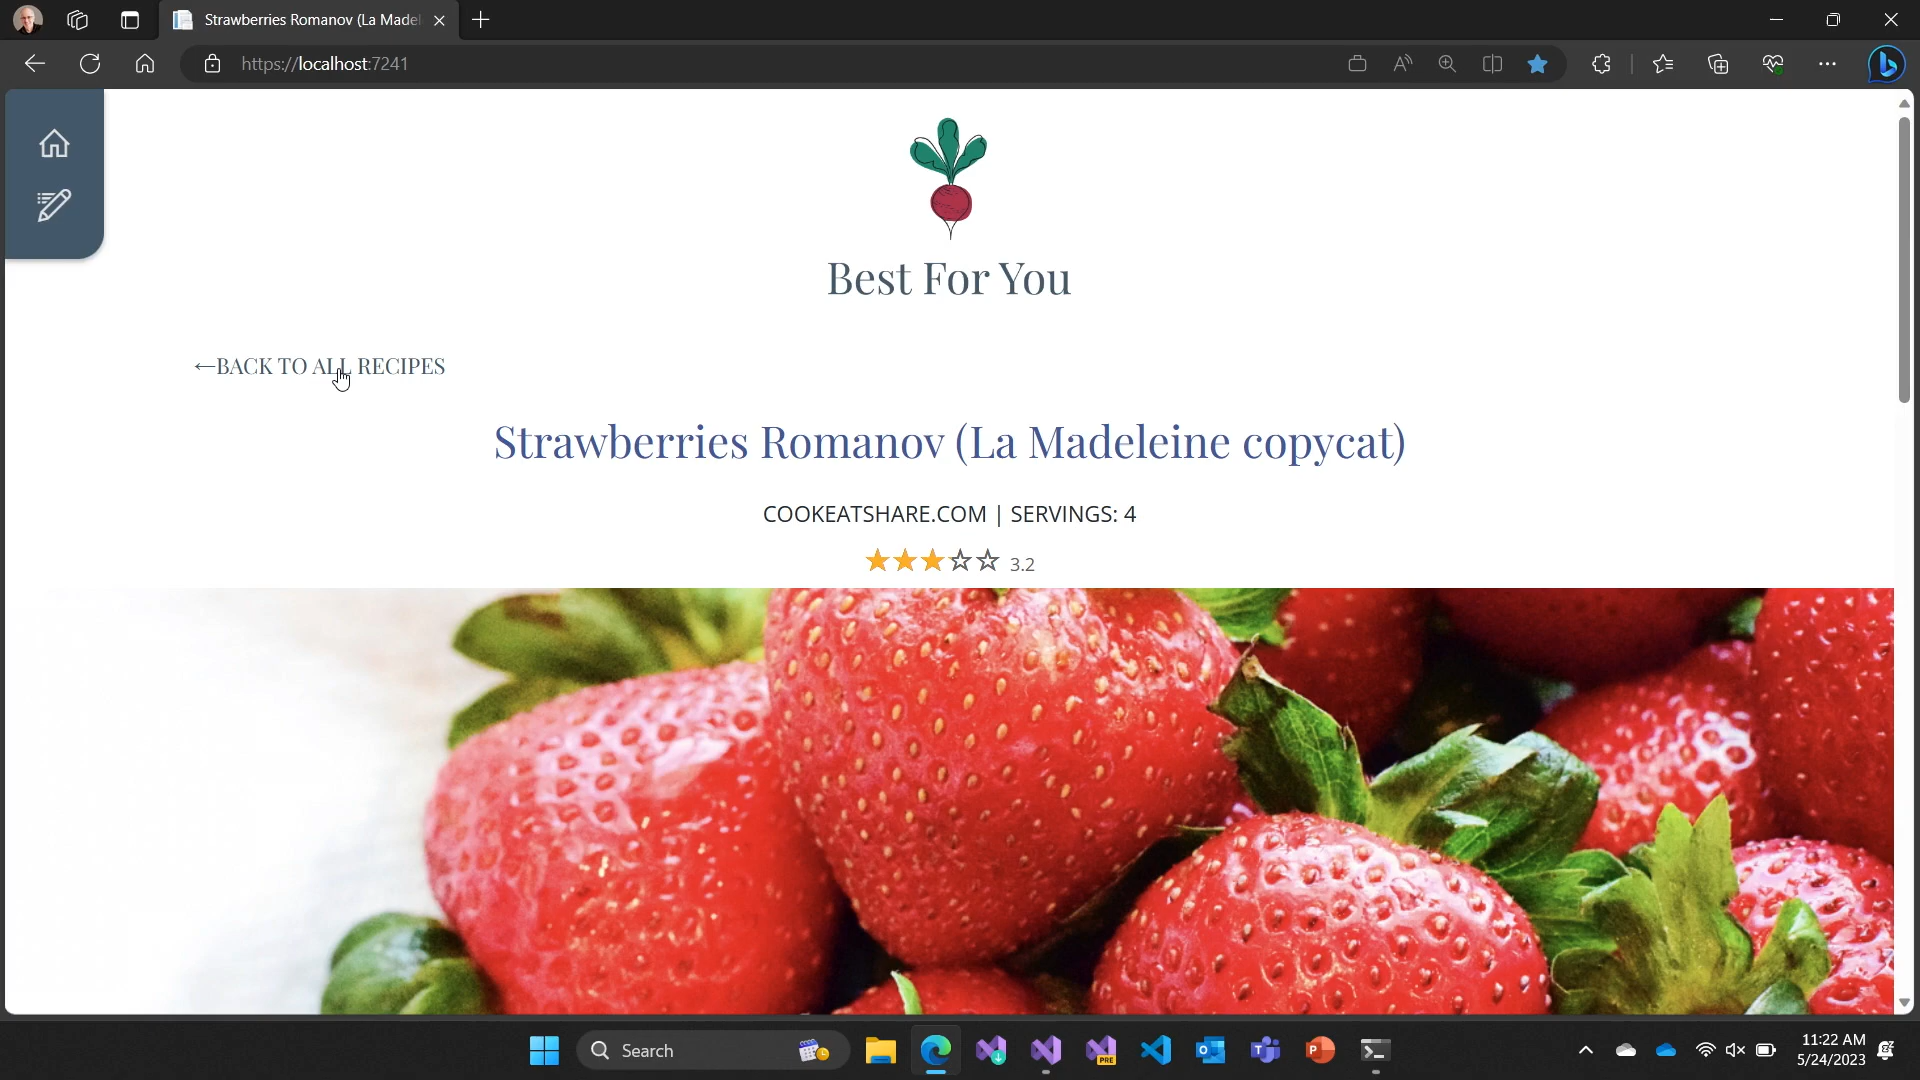 Strawberries Romanov (La Madel
https://localhost:7241
Best For You
←BACK TO ALL RECIPES
Strawberries Romanov (La Madeleine copycat)
COOKEATSHARE.COM | SERVINGS: 4
3.2
Search
PRE
11:22 AM
5/24/2023